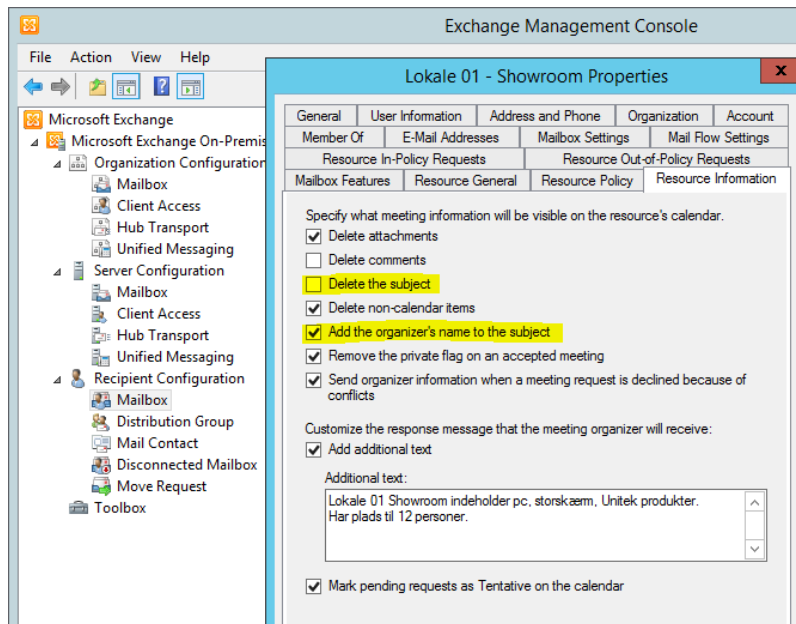 Exchange Management Console
File Action View Help
Microsoft Exchange
Microsoft Exchange On-Premis
Organization Configuration
Mailbox
Client Access
Hub Transport
Unified Messaging
Server Configuration
Mailbox
Client Access
Hub Transport
Unified Messaging
Recipient Configuration
Mailbox
Distribution Group
Mail Contact
Disconnected Mailbox
Move Request
Toolbox
Lokale 01 - Showroom Properties
x
General User Information Address and Phone Organization Account
Member Of E-Mail Addresses Mailbox Settings Mail Flow Settings
Resource In-Policy Requests Resource Out-of-Policy Requests
Mailbox Features Resource General Resource Policy Resource Information
Specify what meeting information will be visible on the resource's calendar.
Delete attachments
Delete comments
Delete the subject
Delete non-calendar items
Add the organizer's name to the subject
Remove the private flag on an accepted meeting
Send organizer information when a meeting request is declined because of
conflicts
Customize the response message that the meeting organizer will receive:
Add additional text
Additional text:
Lokale 01 Showroom indeholder pc, storskærm, Unitek produkter.
Har plads til 12 personer.
Mark pending requests as Tentative on the calendar